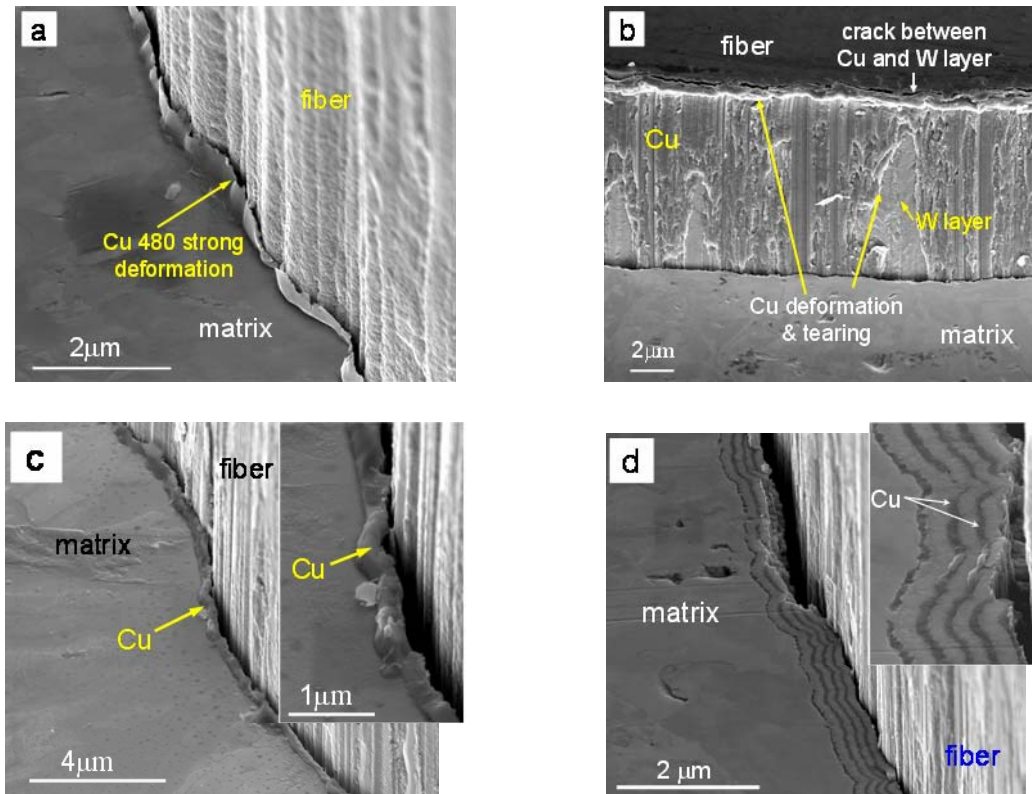 a
fiber
Cu 480 strong
deformation
matrix
2μm
b
fiber
crack between
Cu and W layer
Cu
W layer
Cu deformation
& tearing
matrix
2μm
c
fiber
matrix
Cu
Cu
1μm
4μm
d
Cu
matrix
fiber
2 μm